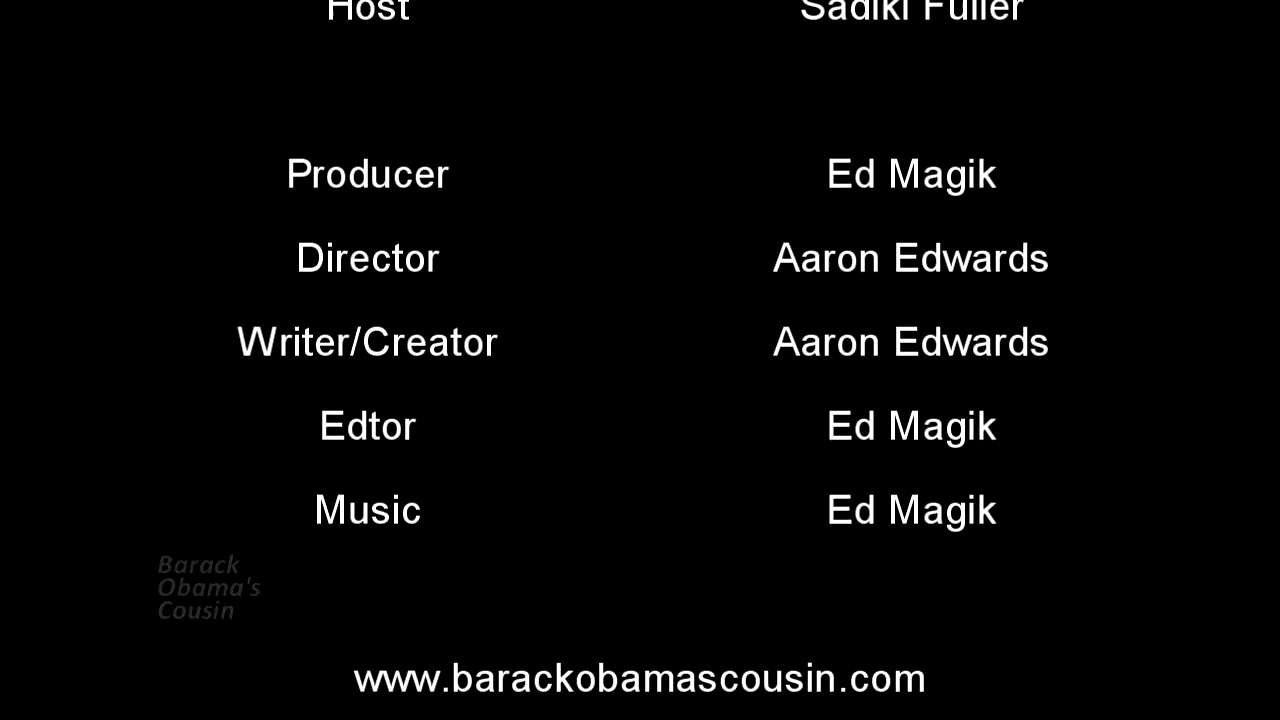 Host Sadiki Fuller
Producer Ed Magik
Director Aaron Edwards
Writer/Creator Aaron Edwards
Edtor Ed Magik
Music Ed Magik
Barack
Obama's
Cousin
www.barackobamascousin.com